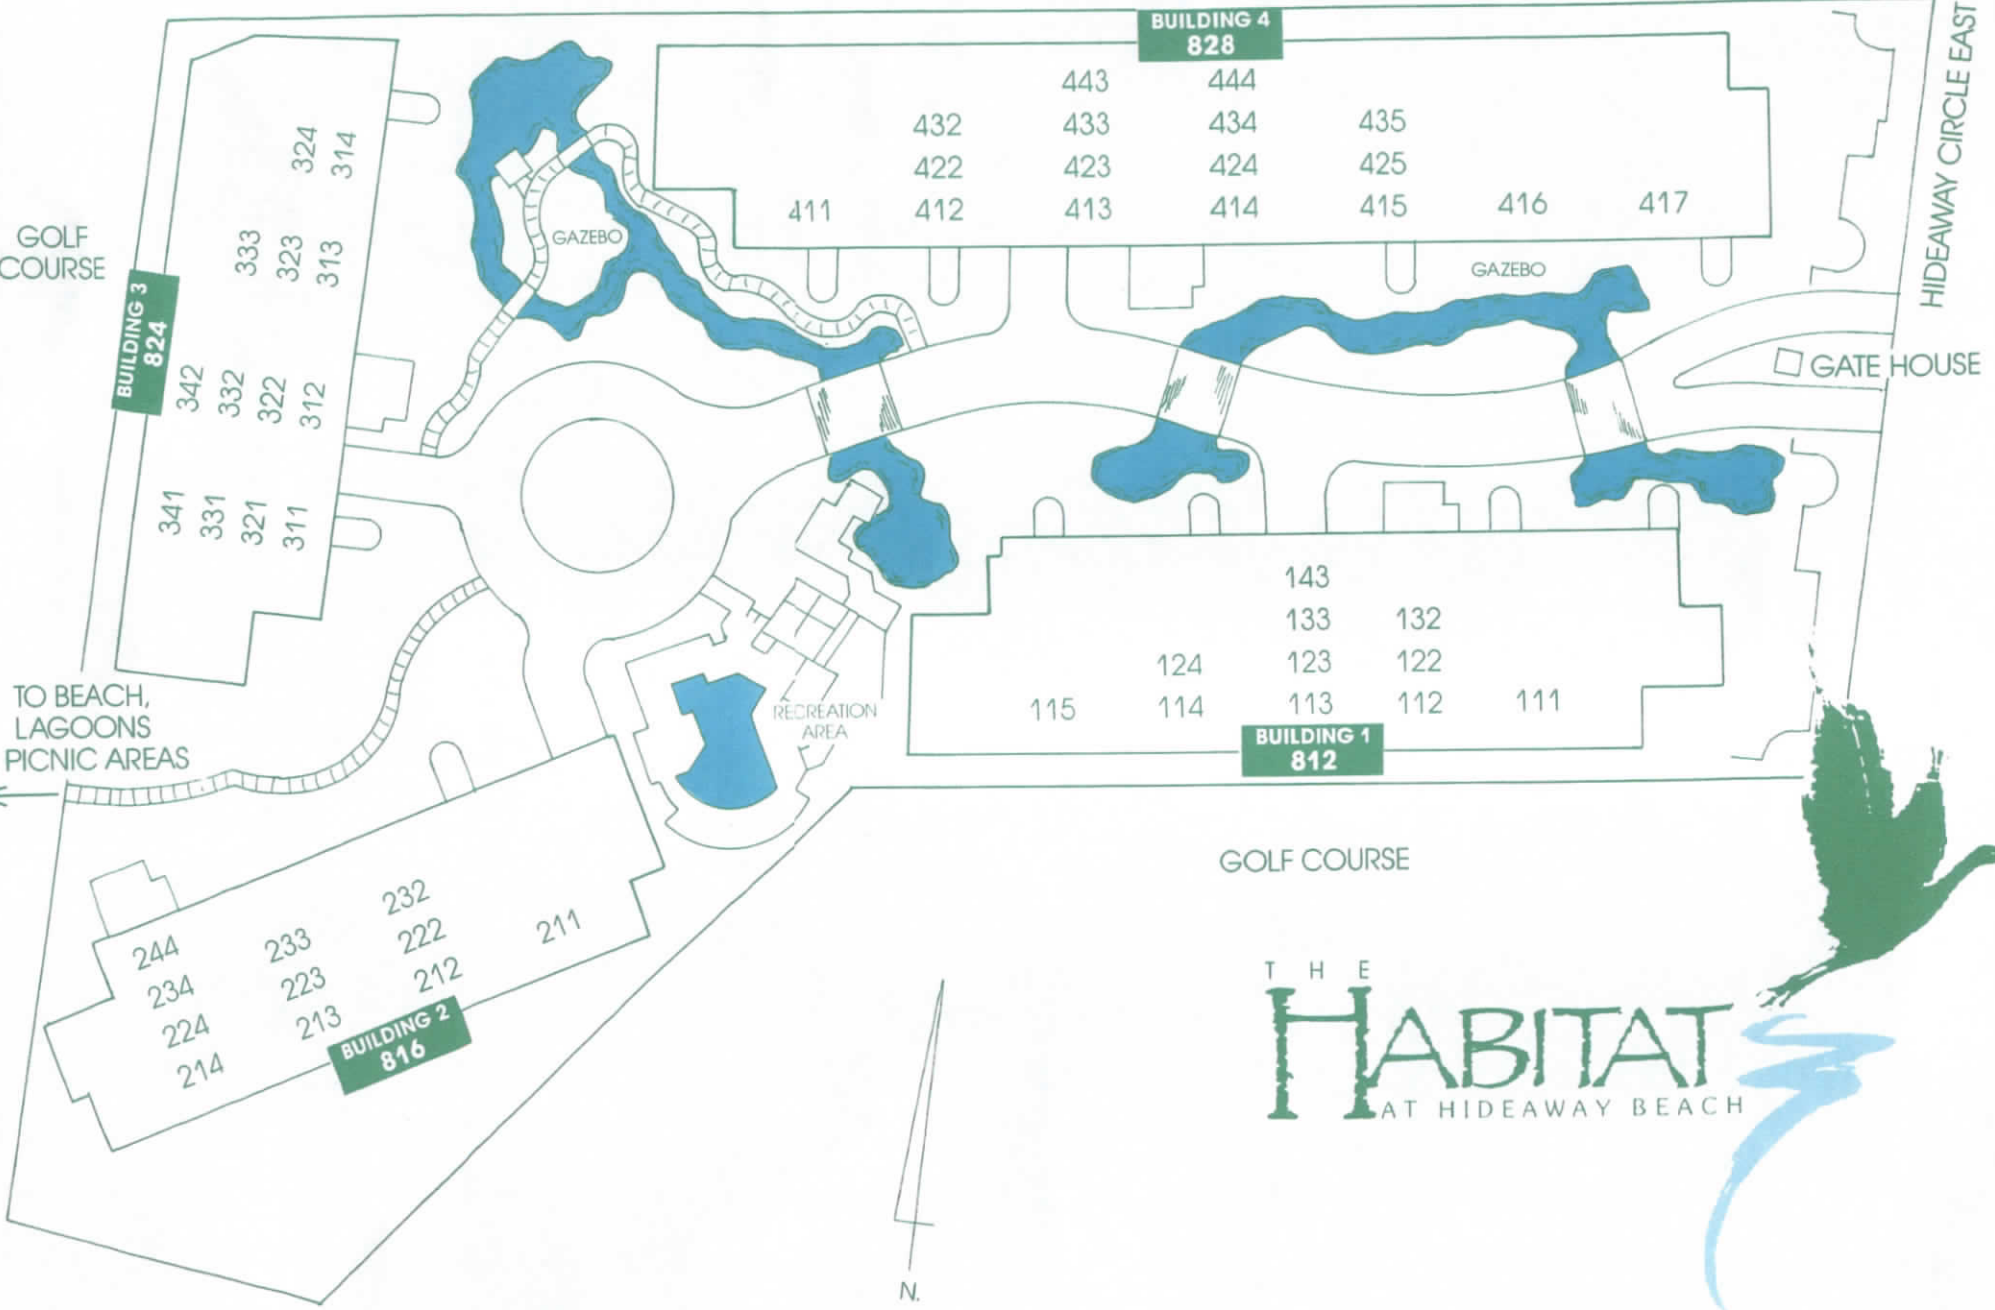 BUILDING 4
828
443 444
432 433 434 435
422 423 424 425
411 412 413 414 415 416 417
HIDEAWAY CIRCLE EAST
GAZEBO
GATE HOUSE
GAZEBO
GOLF
COURSE
BUILDING 3
824
324
314
333
323
313
342
332
322
312
341
331
321
311
143
133 132
124 123 122
115 114 113 112 111
BUILDING 1
812
RECREATION
AREA
TO BEACH,
LAGOONS
PICNIC AREAS
232
244 233 222 211
234 223 212
224 213
214
BUILDING 2
816
GOLF COURSE
THE
HABITAT
AT HIDEAWAY BEACH
N.